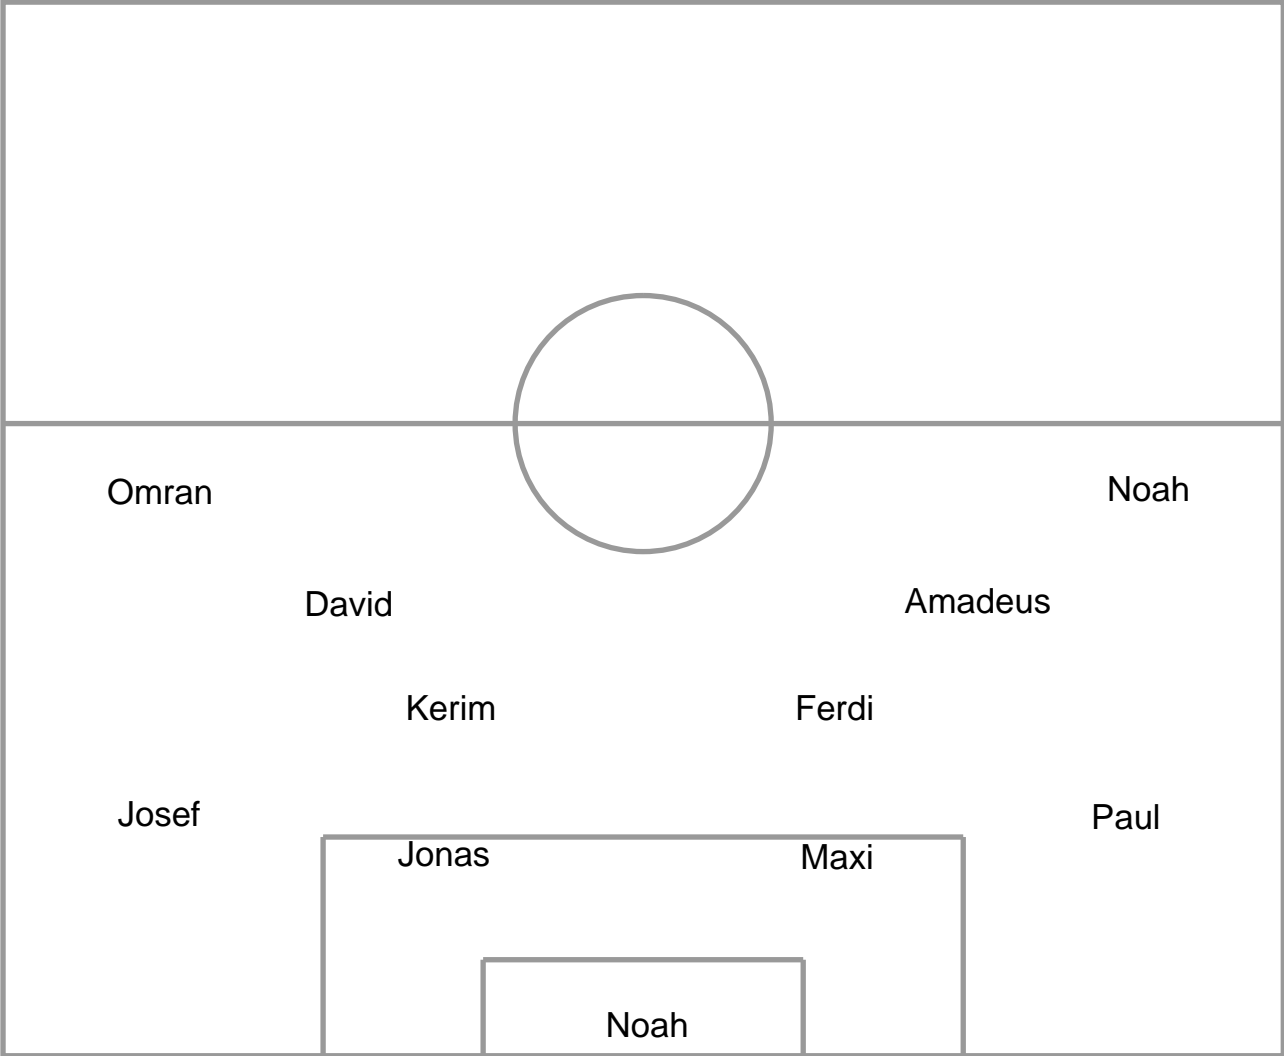 Omran
Noah
David
Amadeus
Kerim
Ferdi
Josef
Paul
Jonas
Maxi
Noah